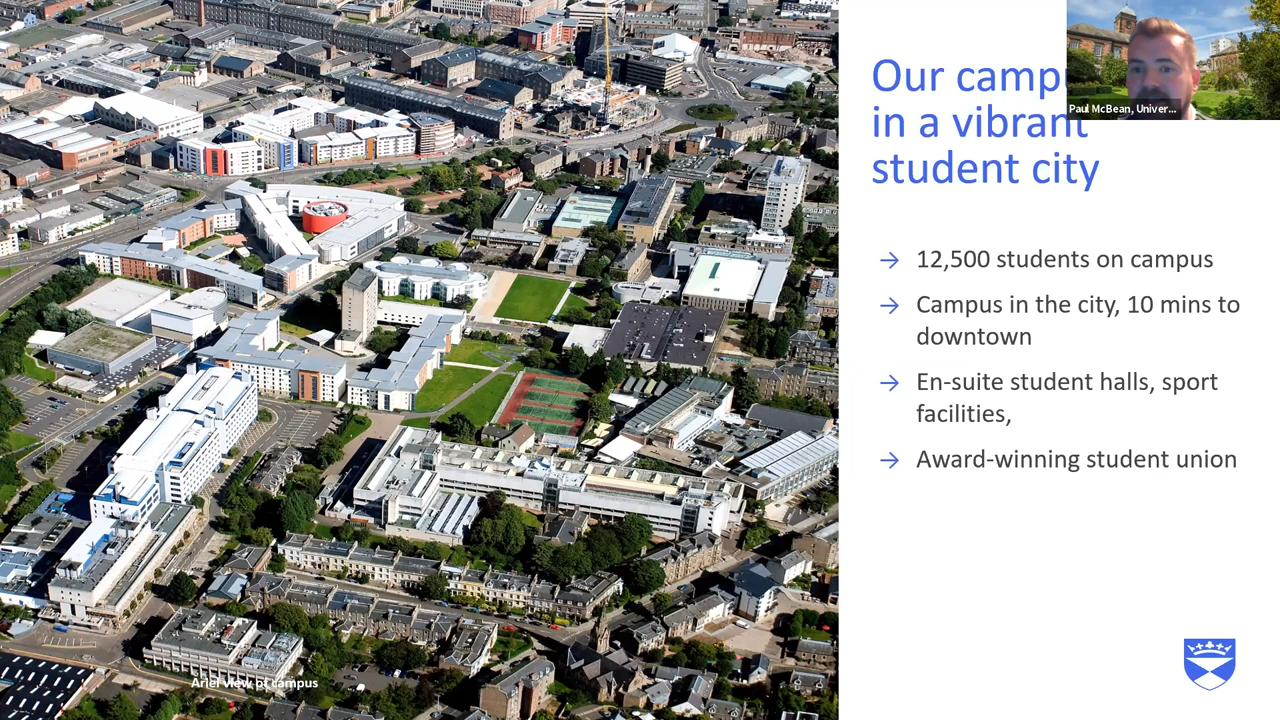 Our camp
in a vibrant
student city
Paul McBean, Univer...
→ 12,500 students on campus
→ Campus in the city, 10 mins to
downtown
→ En-suite student halls, sport
facilities,
→ Award-winning student union
Ariel view of campus